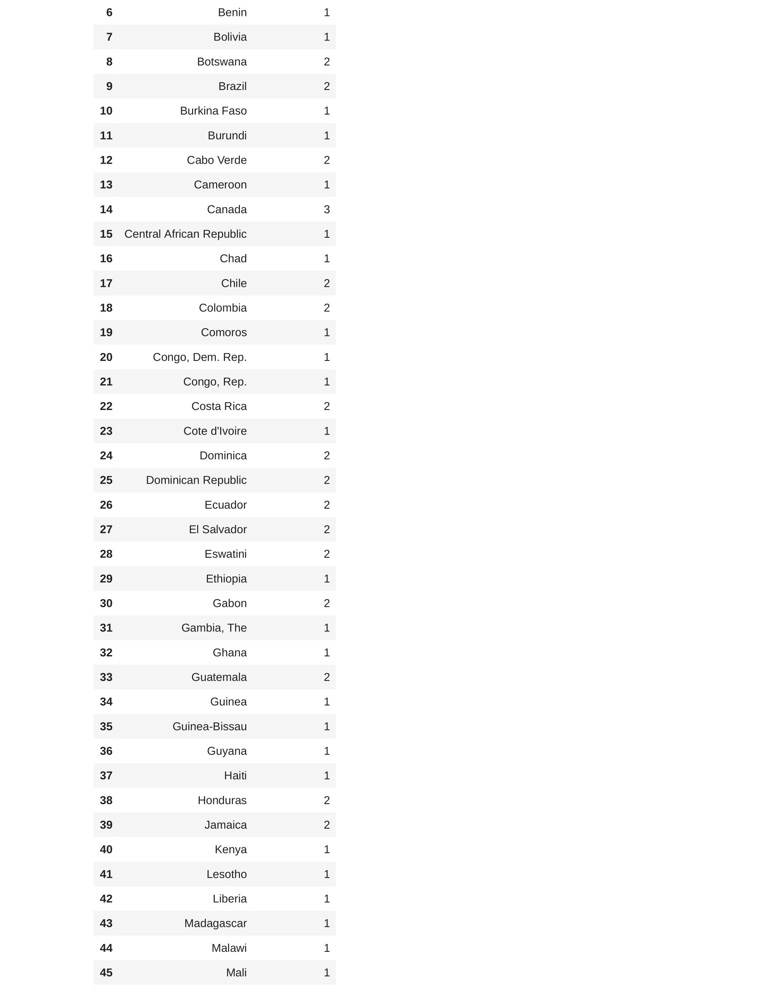 6 Benin 1
7 Bolivia 1
8 Botswana 2
9 Brazil 2
10 Burkina Faso 1
11 Burundi 1
12 Cabo Verde 2
13 Cameroon 1
14 Canada 3
15 Central African Republic 1
16 Chad 1
17 Chile 2
18 Colombia 2
19 Comoros 1
20 Congo, Dem. Rep. 1
21 Congo, Rep. 1
22 Costa Rica 2
23 Cote d'Ivoire 1
24 Dominica 2
25 Dominican Republic 2
26 Ecuador 2
27 El Salvador 2
28 Eswatini 2
29 Ethiopia 1
30 Gabon 2
31 Gambia, The 1
32 Ghana 1
33 Guatemala 2
34 Guinea 1
35 Guinea-Bissau 1
36 Guyana 1
37 Haiti 1
38 Honduras 2
39 Jamaica 2
40 Kenya 1
41 Lesotho 1
42 Liberia 1
43 Madagascar 1
44 Malawi 1
45 Mali 1